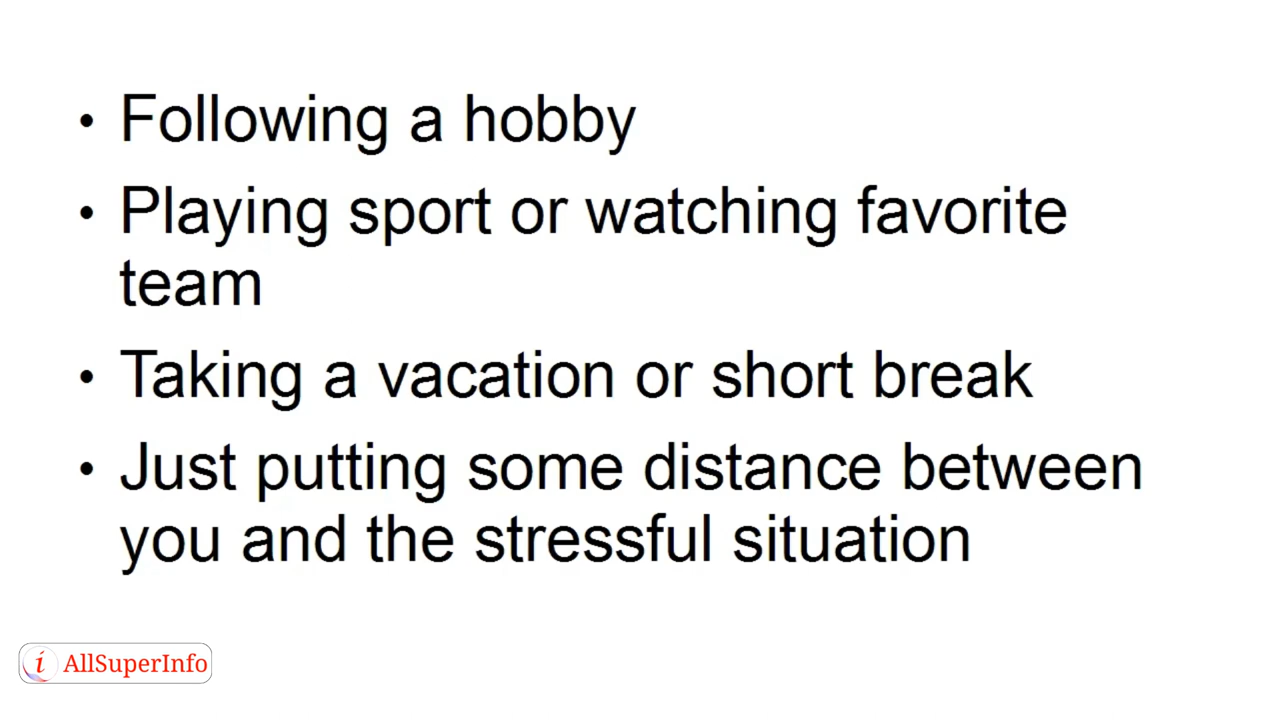 • Following a hobby
• Playing sport or watching favorite
team
• Taking a vacation or short break
• Just putting some distance between
you and the stressful situation
i AllSuperInfo